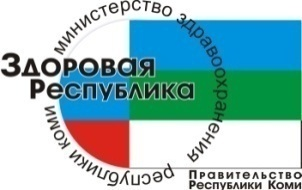 министерство здравоохранения
республики коми
Здоровая
Республика
Правительство
Республики Коми